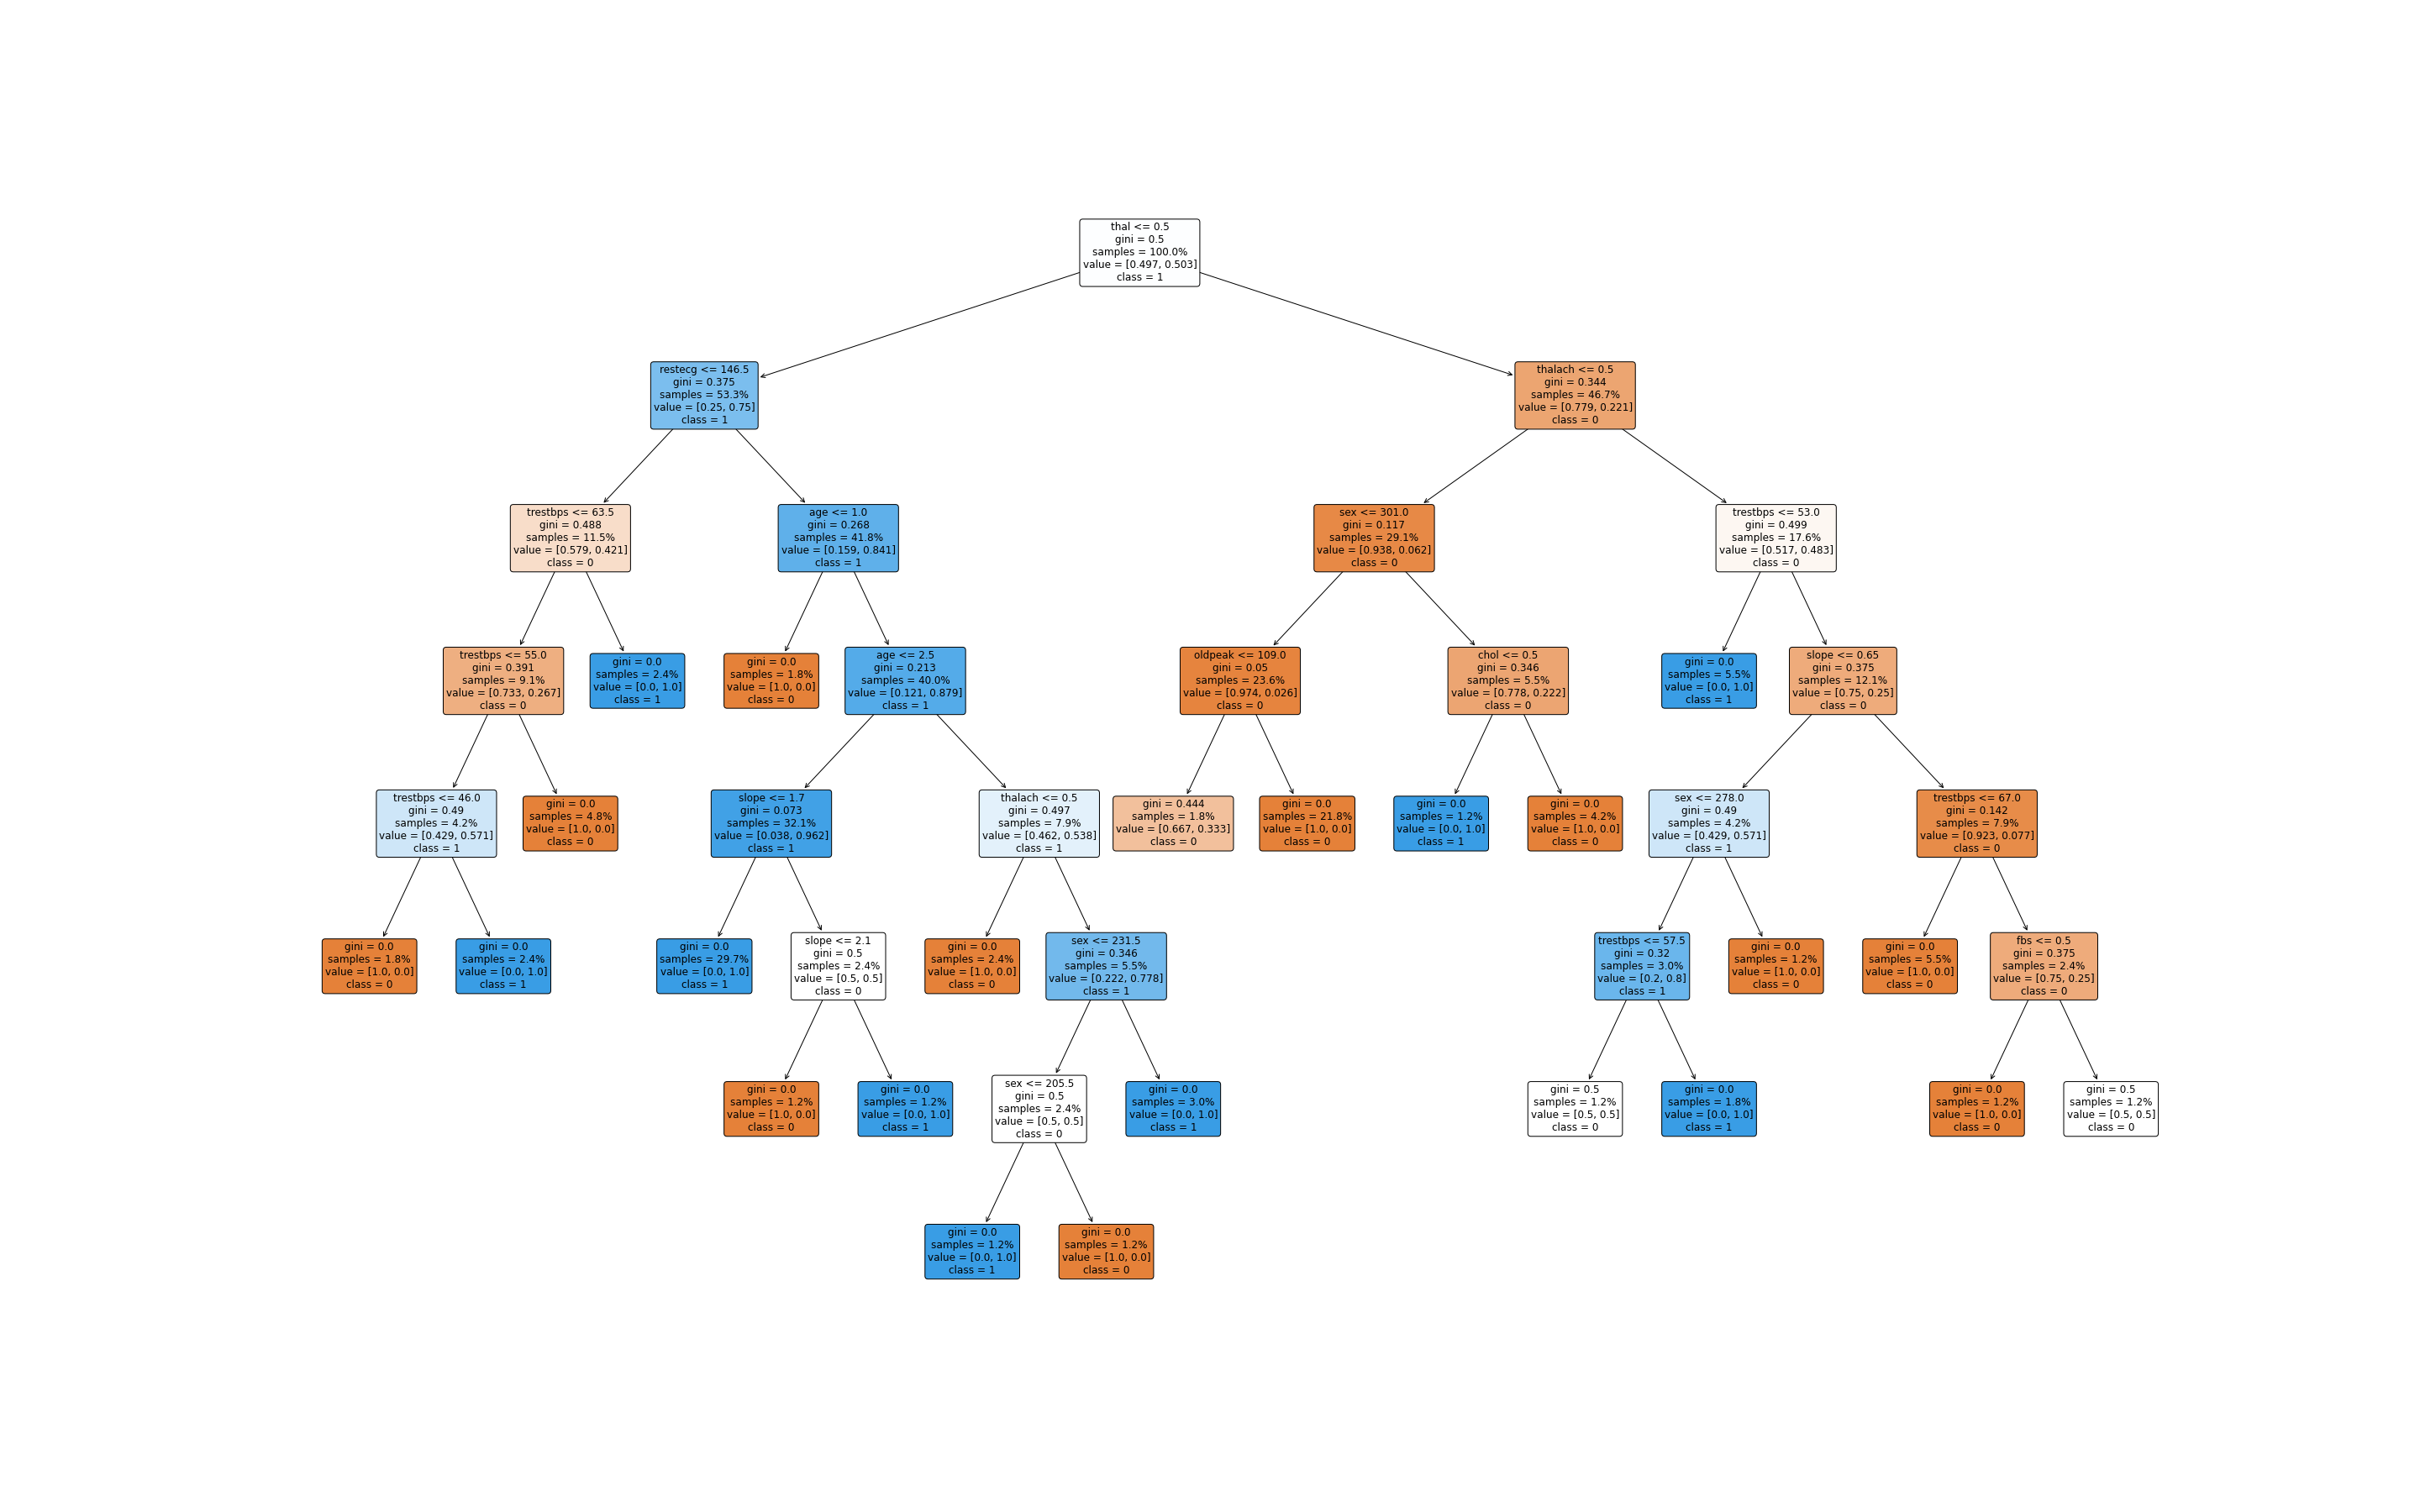 thal <= 0.5
gini = 0.5
samples = 100.0%
value = [0.497, 0.503]
class = 1
restecg <= 146.5
gini = 0.375
samples = 53.3%
value = [0.25, 0.75]
class = 1
thalach <= 0.5
gini = 0.344
samples = 46.7%
value = [0.779, 0.221]
class = 0
trestbps <= 63.5
gini = 0.488
samples = 11.5%
value = [0.579, 0.421]
class = 0
age <= 1.0
gini = 0.268
samples = 41.8%
value = [0.159, 0.841]
class = 1
sex <= 301.0
gini = 0.117
samples = 29.1%
value = [0.938, 0.062]
class = 0
trestbps <= 53.0
gini = 0.499
samples = 17.6%
value = [0.517, 0.483]
class = 0
trestbps <= 55.0
gini = 0.391
samples = 9.1%
value = [0.733, 0.267]
class = 0
gini = 0.0
samples = 2.4%
value = [0.0, 1.0]
class = 1
gini = 0.0
samples = 1.8%
value = [1.0, 0.0]
class = 0
age <= 2.5
gini = 0.213
samples = 40.0%
value = [0.121, 0.879]
class = 1
oldpeak <= 109.0
gini = 0.05
samples = 23.6%
value = [0.974, 0.026]
class = 0
chol <= 0.5
gini = 0.346
samples = 5.5%
value = [0.778, 0.222]
class = 0
gini = 0.0
samples = 5.5%
value = [0.0, 1.0]
class = 1
slope <= 0.65
gini = 0.375
samples = 12.1%
value = [0.75, 0.25]
class = 0
trestbps <= 46.0
gini = 0.49
samples = 4.2%
value = [0.429, 0.571]
class = 1
gini = 0.0
samples = 4.8%
value = [1.0, 0.0]
class = 0
slope <= 1.7
gini = 0.073
samples = 32.1%
value = [0.038, 0.962]
class = 1
thalach <= 0.5
gini = 0.497
samples = 7.9%
value = [0.462, 0.538]
class = 1
gini = 0.444
samples = 1.8%
value = [0.667, 0.333]
class = 0
gini = 0.0
samples = 21.8%
value = [1.0, 0.0]
class = 0
gini = 0.0
samples = 1.2%
value = [0.0, 1.0]
class = 1
gini = 0.0
samples = 4.2%
value = [1.0, 0.0]
class = 0
sex <= 278.0
gini = 0.49
samples = 4.2%
value = [0.429, 0.571]
class = 1
trestbps <= 67.0
gini = 0.142
samples = 7.9%
value = [0.923, 0.077]
class = 0
gini = 0.0
samples = 1.8%
value = [1.0, 0.0]
class = 0
gini = 0.0
samples = 2.4%
value = [0.0, 1.0]
class = 1
gini = 0.0
samples = 29.7%
value = [0.0, 1.0]
class = 1
slope <= 2.1
gini = 0.5
samples = 2.4%
value = [0.5, 0.5]
class = 0
gini = 0.0
samples = 2.4%
value = [1.0, 0.0]
class = 0
sex <= 231.5
gini = 0.346
samples = 5.5%
value = [0.222, 0.778]
class = 1
trestbps <= 57.5
gini = 0.32
samples = 3.0%
value = [0.2, 0.8]
class = 1
gini = 0.0
samples = 1.2%
value = [1.0, 0.0]
class = 0
gini = 0.0
samples = 5.5%
value = [1.0, 0.0]
class = 0
fbs <= 0.5
gini = 0.375
samples = 2.4%
value = [0.75, 0.25]
class = 0
gini = 0.0
samples = 1.2%
value = [1.0, 0.0]
class = 0
gini = 0.0
samples = 1.2%
value = [0.0, 1.0]
class = 1
sex <= 205.5
gini = 0.5
samples = 2.4%
value = [0.5, 0.5]
class = 0
gini = 0.0
samples = 3.0%
value = [0.0, 1.0]
class = 1
gini = 0.5
samples = 1.2%
value = [0.5, 0.5]
class = 0
gini = 0.0
samples = 1.8%
value = [0.0, 1.0]
class = 1
gini = 0.0
samples = 1.2%
value = [1.0, 0.0]
class = 0
gini = 0.5
samples = 1.2%
value = [0.5, 0.5]
class = 0
gini = 0.0
samples = 1.2%
value = [0.0, 1.0]
class = 1
gini = 0.0
samples = 1.2%
value = [1.0, 0.0]
class = 0